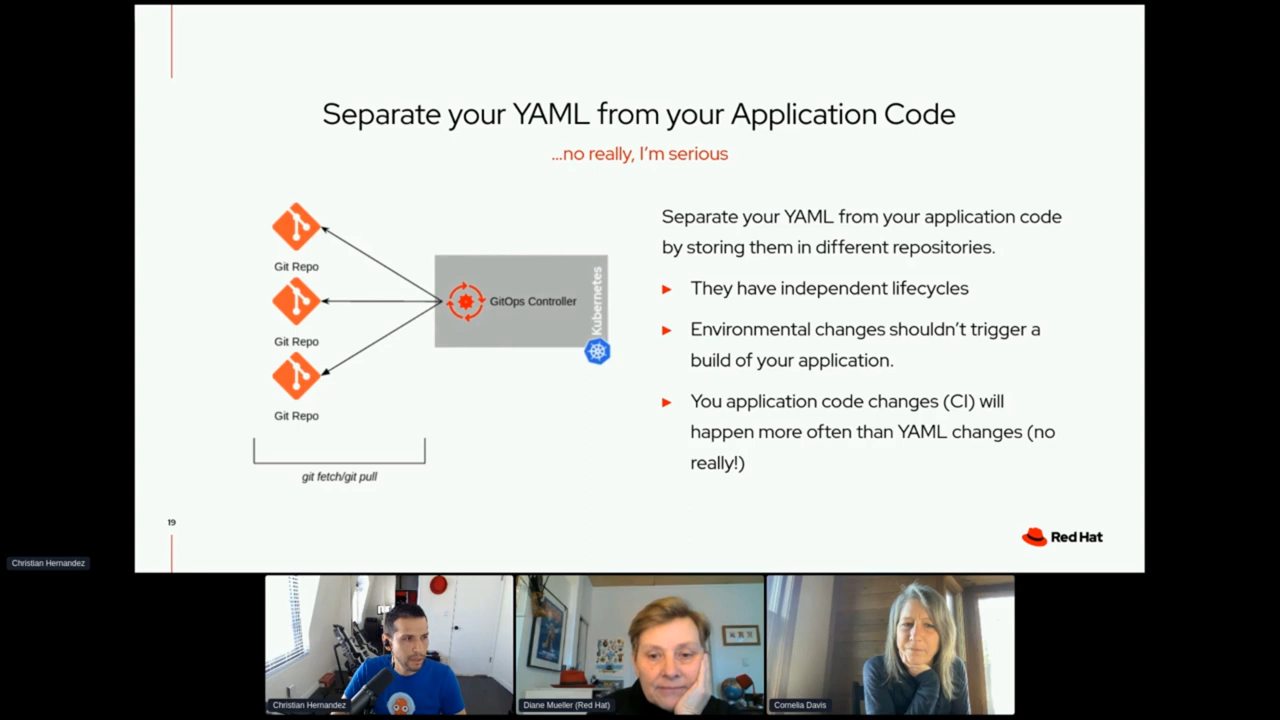 Separate your YAML from your Application Code
...no really, I'm serious
Git Repo
Git Repo
Git Repo
GitOps Controller
Kubernetes
git fetch/git pull
Separate your YAML from your application code
by storing them in different repositories.
They have independent lifecycles
Environmental changes shouldn't trigger a
build of your application.
You application code changes (CI) will
happen more often than YAML changes (no
really!)
19
Red Hat
Christian Hernandez
Christian Hernandez
Diane Mueller (Red Hat)
Cornelia Davis